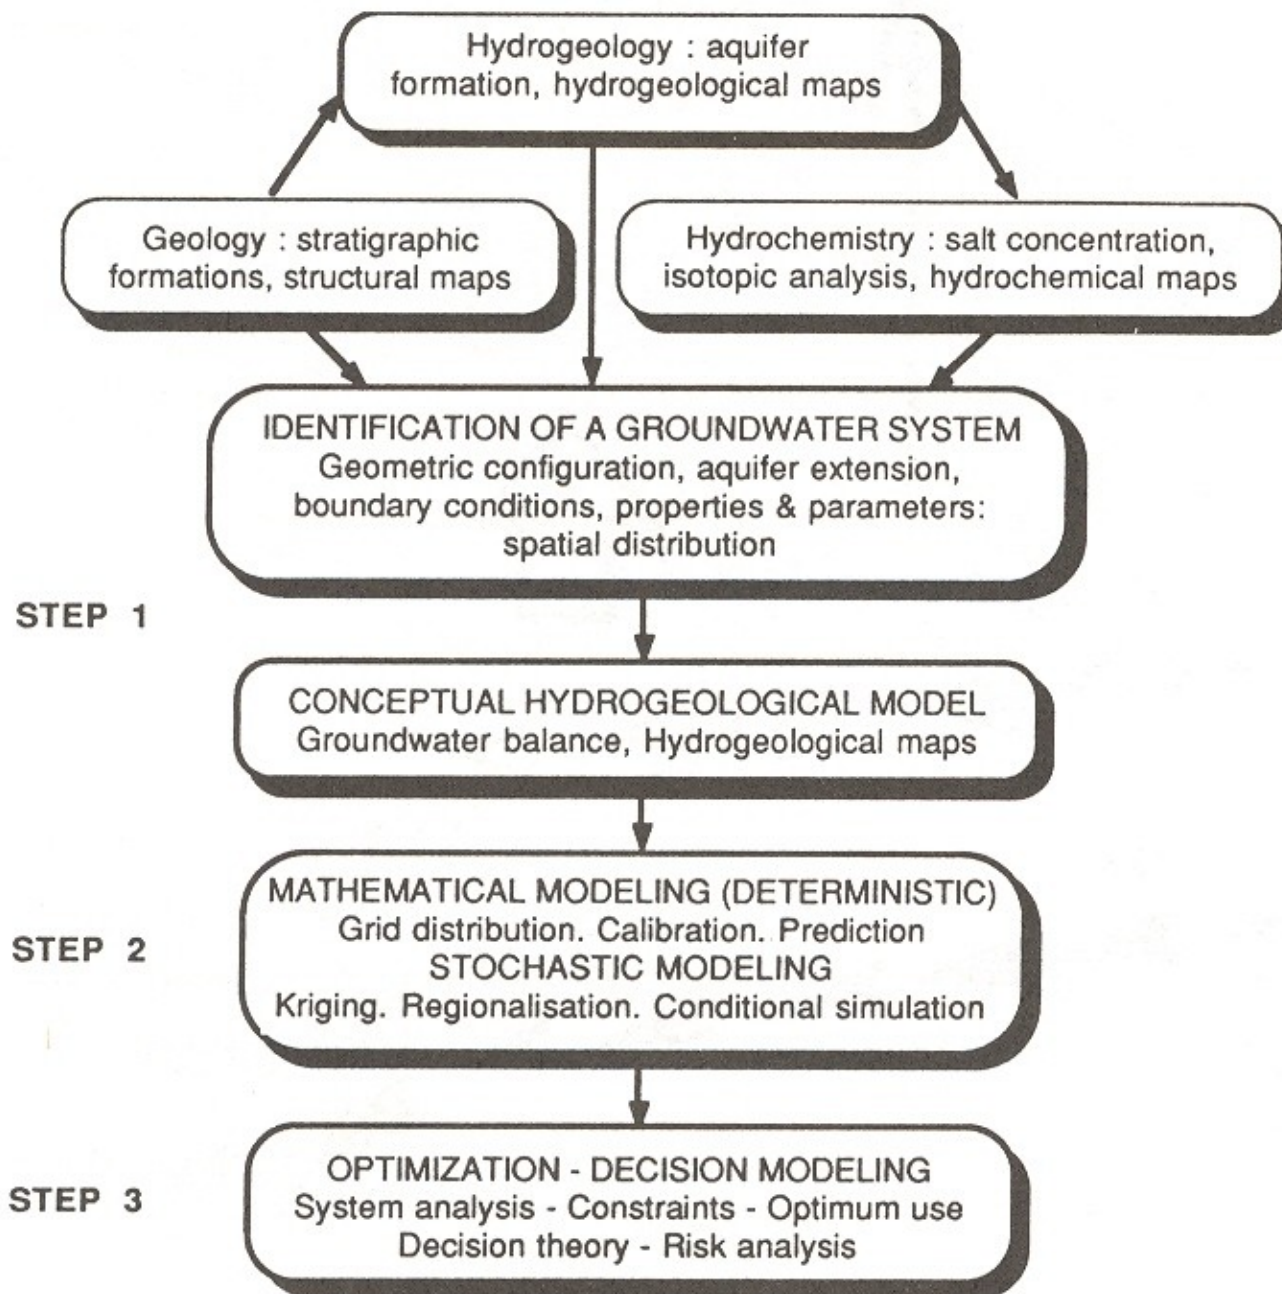 Hydrogeology : aquifer
formation, hydrogeological maps
Geology : stratigraphic
formations, structural maps
Hydrochemistry : salt concentration,
isotopic analysis, hydrochemical maps
IDENTIFICATION OF A GROUNDWATER SYSTEM
Geometric configuration, aquifer extension,
boundary conditions, properties & parameters:
spatial distribution
STEP 1
CONCEPTUAL HYDROGEOLOGICAL MODEL
Groundwater balance, Hydrogeological maps
MATHEMATICAL MODELING (DETERMINISTIC)
Grid distribution. Calibration. Prediction
STEP 2
STOCHASTIC MODELING
Kriging. Regionalisation. Conditional simulation
OPTIMIZATION - DECISION MODELING
STEP 3
System analysis - Constraints - Optimum use
Decision theory - Risk analysis